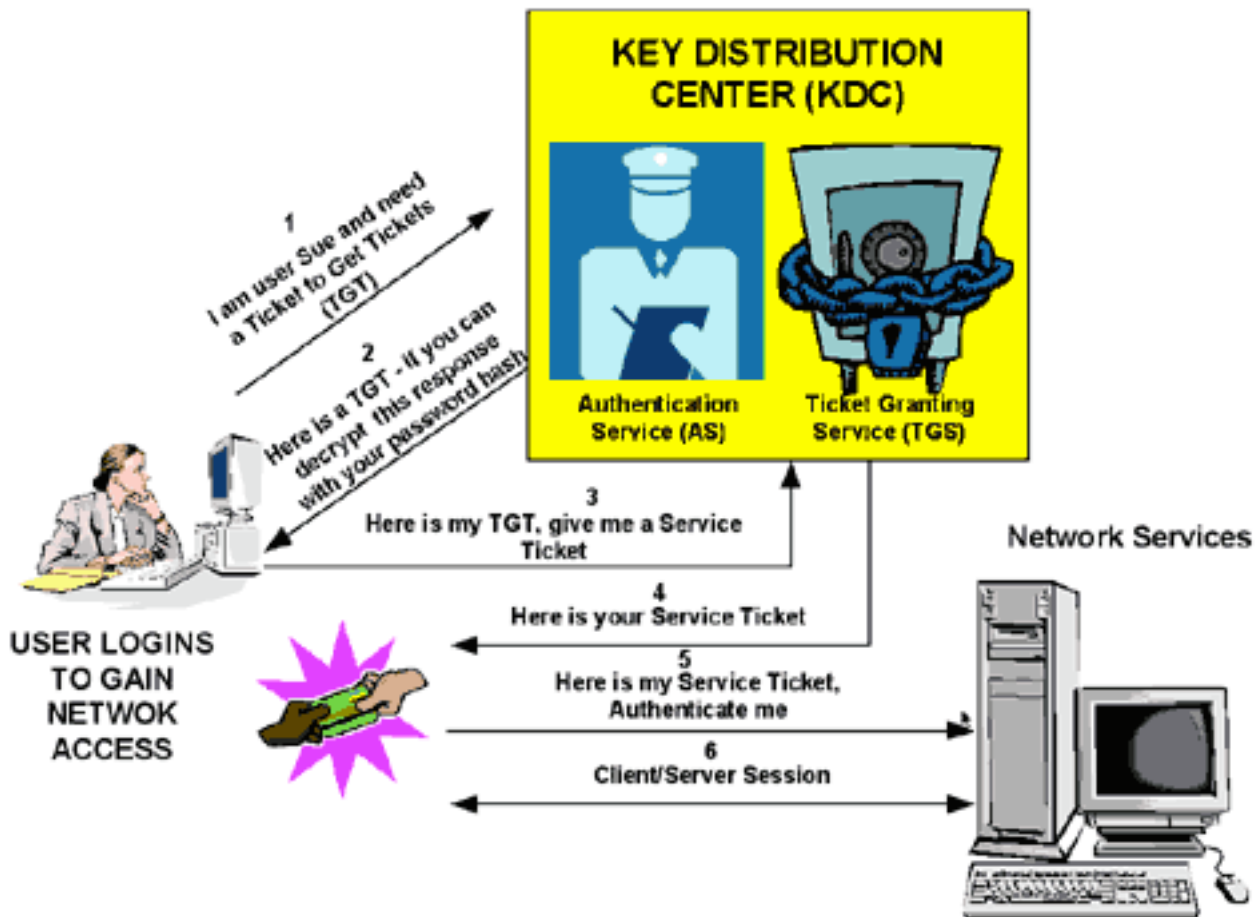 KEY DISTRIBUTION
CENTER (KDC)
Authentication
Service (AS)
Ticket Granting
Service (TGS)
1
I am user Sue and need
a Ticket to Get Tickets
(TGT)
2
Here is a TGT - if you can
decrypt this response
with your password hash
3
Here is my TGT, give me a Service
Ticket
4
Here is your Service Ticket
5
Here is my Service Ticket,
Authenticate me
6
Client/Server Session
USER LOGINS
TO GAIN
NETWOK
ACCESS
Network Services